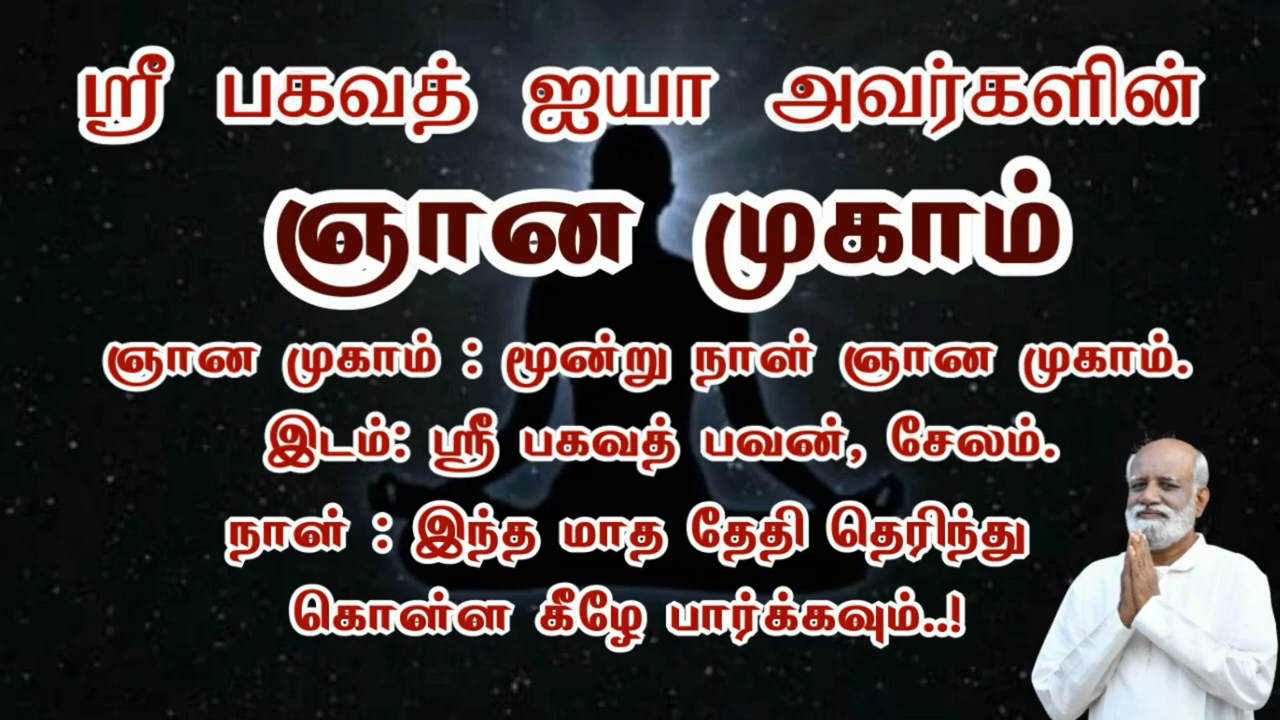 ஸ்ரீ பகவத் ஐயா அவர்களின்
ஞான முகாம்
ஞான முகாம் : மூன்று நாள் ஞான முகாம்.
இடம்: ஸ்ரீ பகவத் பவன், சேலம்.
நாள் : இந்த மாத தேதி தெரிந்து
கொள்ள கீழே பார்க்கவும்..!